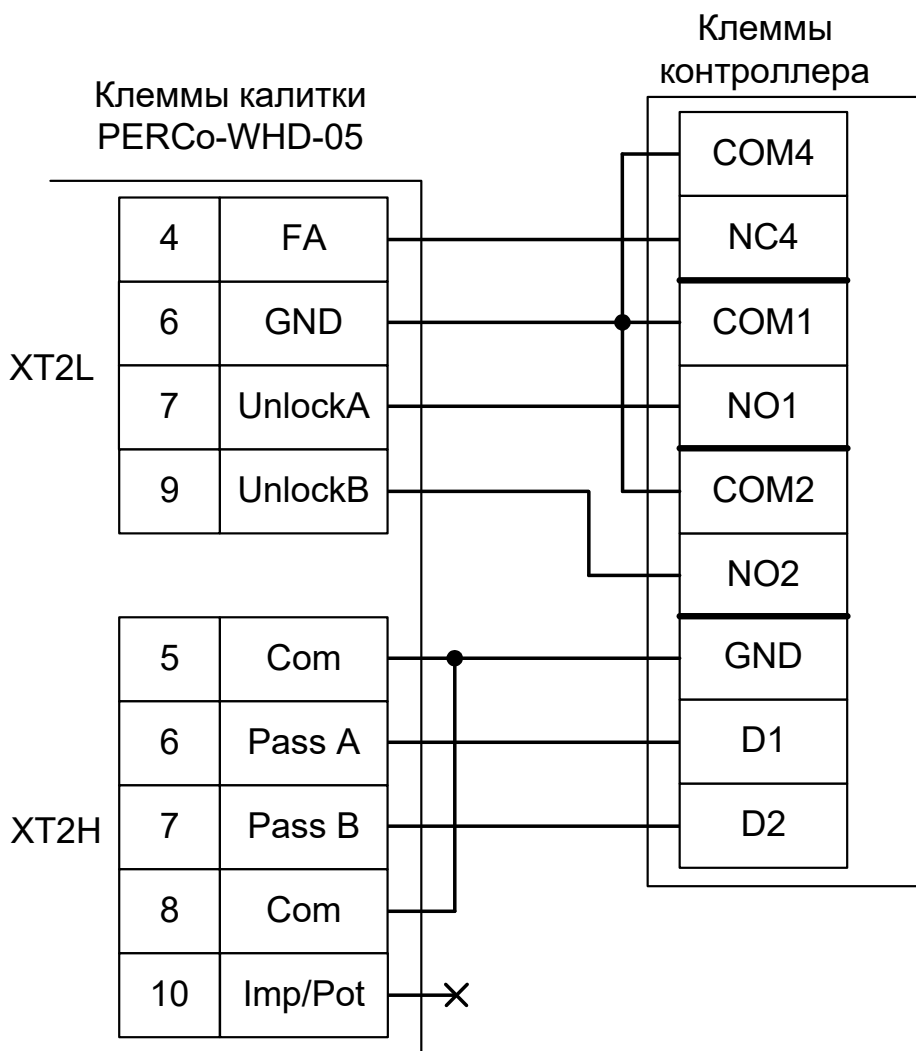 Клеммы
контроллера
Клеммы калитки
PERCo-WHD-05
XT2L
4 FA
6 GND
7 UnlockA
9 UnlockB
XT2H
5 Com
6 Pass A
7 Pass B
8 Com
10 Imp/Pot
COM4
NC4
COM1
NO1
COM2
NO2
GND
D1
D2